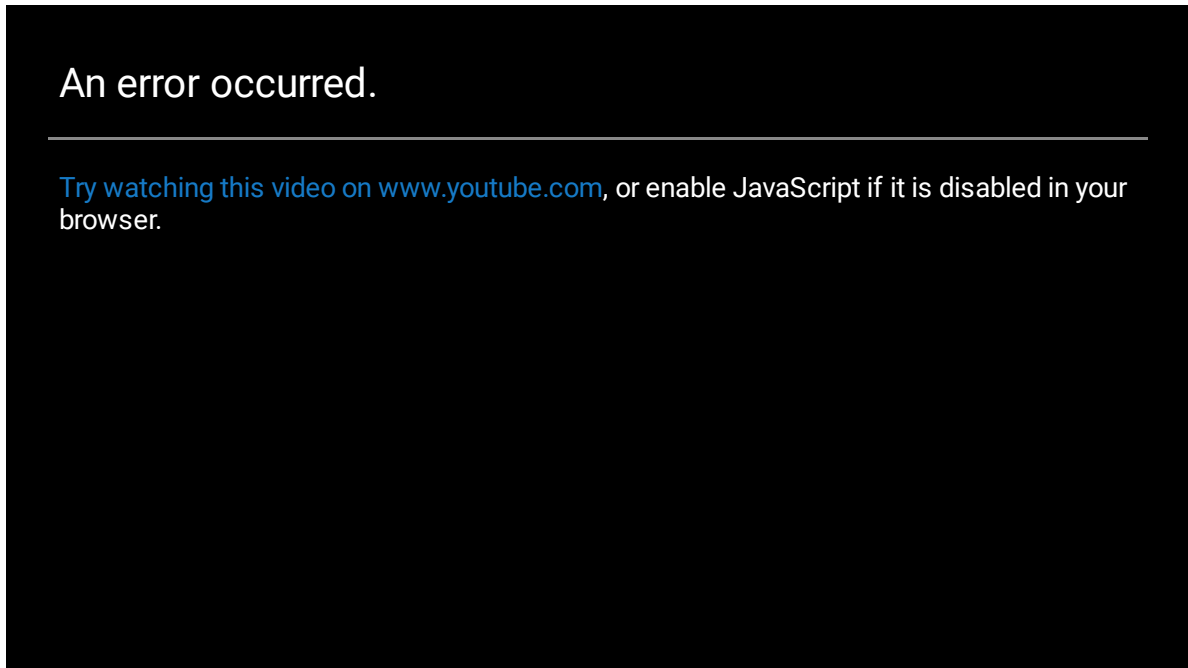 An error occurred.
Try watching this video on www.youtube.com, or enable JavaScript if it is disabled in your
browser.